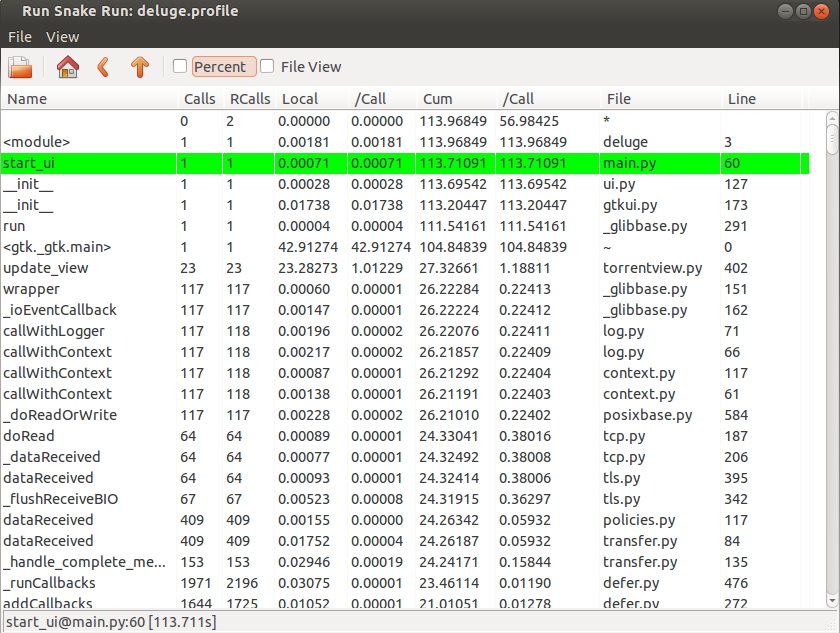 Run Snake Run: deluge.profile
File View
Percent File View
Name Calls RCalls Local /Call Cum /Call File Line
0 2 0.00000 0.00000 113.96849 56.98425 *
<module> 1 1 0.00181 0.00181 113.96849 113.96849 deluge 3
start_ui 1 1 0.00071 0.00071 113.71091 113.71091 main.py 60
__init__ 1 1 0.00028 0.00028 113.69542 113.69542 ui.py 127
__init__ 1 1 0.01738 0.01738 113.20447 113.20447 gtkui.py 173
run 1 1 0.00004 0.00004 111.54161 111.54161 _glibbase.py 291
<gtk._gtk.main> 1 1 42.91274 42.91274 104.84839 104.84839 ~ 0
update_view 23 23 23.28273 1.01229 27.32661 1.18811 torrentview.py 402
wrapper 117 117 0.00060 0.00001 26.22284 0.22413 _glibbase.py 151
_ioEventCallback 117 117 0.00147 0.00001 26.22224 0.22412 _glibbase.py 162
callWithLogger 117 118 0.00196 0.00002 26.22076 0.22411 log.py 71
callWithContext 117 118 0.00217 0.00002 26.21857 0.22409 log.py 66
callWithContext 117 118 0.00087 0.00001 26.21292 0.22404 context.py 117
callWithContext 117 118 0.00138 0.00001 26.21191 0.22403 context.py 61
_doReadOrWrite 117 117 0.00228 0.00002 26.21010 0.22402 posixbase.py 584
doRead 64 64 0.00089 0.00001 24.33041 0.38016 tcp.py 187
_dataReceived 64 64 0.00077 0.00001 24.32492 0.38008 tcp.py 206
dataReceived 64 64 0.00093 0.00001 24.32414 0.38006 tls.py 395
_flushReceiveBIO 67 67 0.00523 0.00008 24.31915 0.36297 tls.py 342
dataReceived 409 409 0.00155 0.00000 24.26342 0.05932 policies.py 117
dataReceived 409 409 0.01752 0.00004 24.26187 0.05932 transfer.py 84
_handle_complete_me... 153 153 0.02946 0.00019 24.24171 0.15844 transfer.py 135
_runCallbacks 1971 2196 0.03075 0.00001 23.46114 0.01190 defer.py 476
addCallbacks 1644 1725 0.01052 0.00001 21.01051 0.01278 defer.py 272
start_ui@main.py:60 [113.711s]